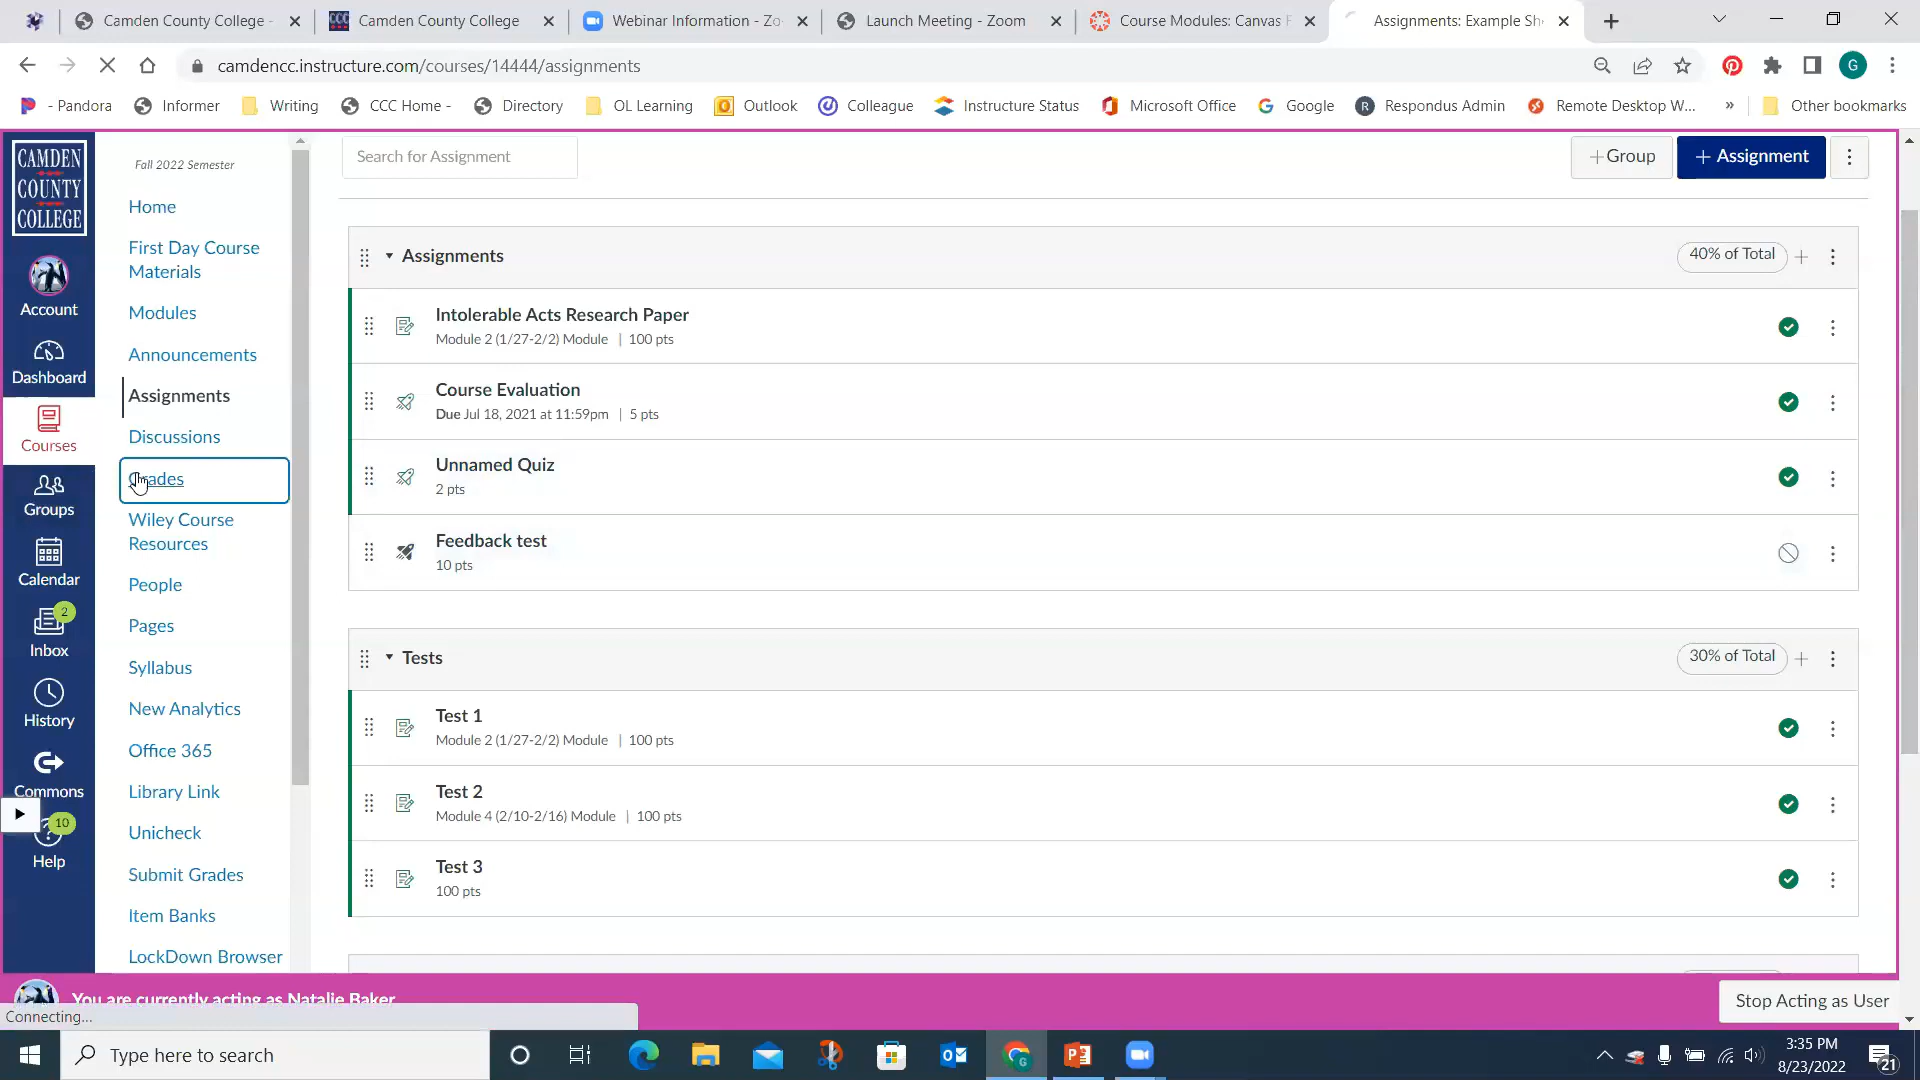 Camden County College -
Camden County College
Webinar Information - Zo
Launch Meeting - Zoom
Course Modules: Canvas F
Assignments: Example Sh
camdencc.instructure.com/courses/14444/assignments
G
- Pandora
Informer
Writing
CCC Home -
Directory
OL Learning
Outlook
Colleague
Instructure Status
Microsoft Office
Google
Respondus Admin
Remote Desktop W...
»
Other bookmarks
CAMDEN
COUNTY
COLLEGE
Account
Dashboard
Courses
Groups
Calendar
2
Inbox
History
Commons
10
Help
Fall 2022 Semester
Home
First Day Course
Materials
Modules
Announcements
Assignments
Discussions
Grades
Wiley Course
Resources
People
Pages
Syllabus
New Analytics
Office 365
Library Link
Unicheck
Submit Grades
Item Banks
LockDown Browser
Search for Assignment
+ Group
+ Assignment
Assignments
40% of Total
Intolerable Acts Research Paper
Module 2 (1/27-2/2) Module | 100 pts
Course Evaluation
Due Jul 18, 2021 at 11:59pm | 5 pts
Unnamed Quiz
2 pts
Feedback test
10 pts
Tests
30% of Total
Test 1
Module 2 (1/27-2/2) Module | 100 pts
Test 2
Module 4 (2/10-2/16) Module | 100 pts
Test 3
100 pts
You are currently acting as Natalie Baker
Stop Acting as User
Connecting...
Type here to search
3:35 PM
8/23/2022
21